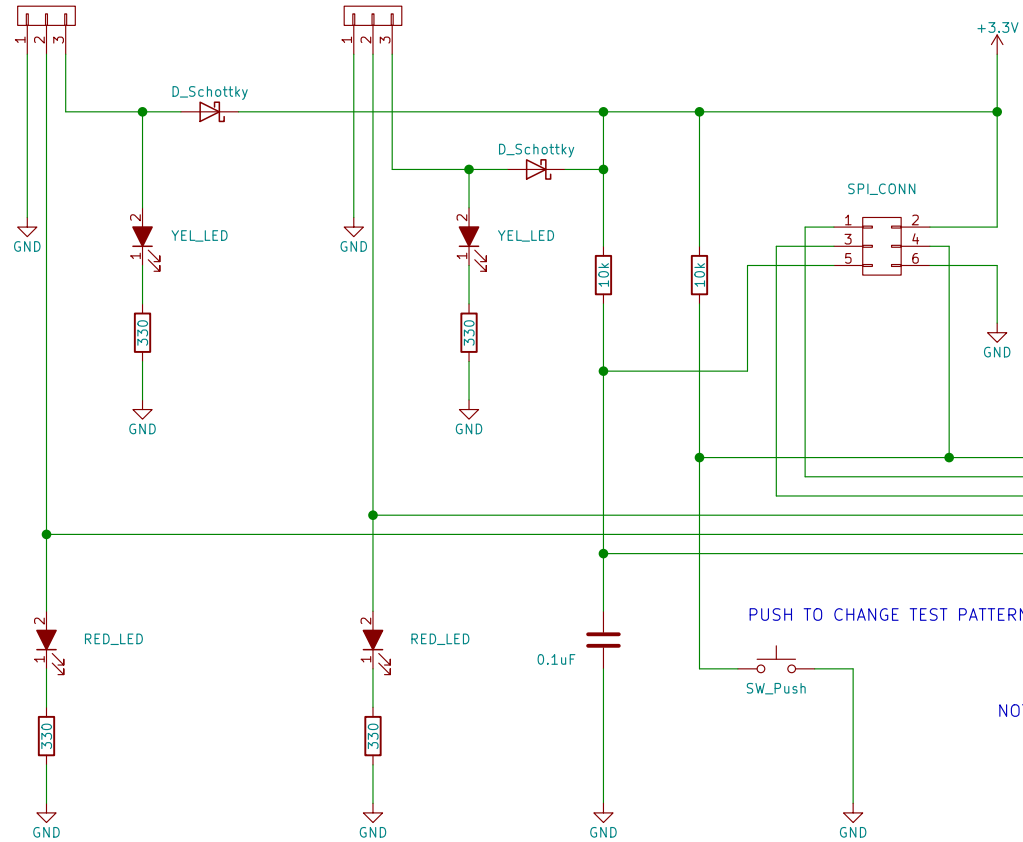 1 2 3
1 2 3
+3.3V
D_Schottky
D_Schottky
SPI_CONN
1 2
3 4
5 6
2
YEL_LED
1
2
YEL_LED
1
GND
GND
10k
10k
330
330
GND
GND
GND
PUSH TO CHANGE TEST PATTERN
2
RED_LED
1
2
RED_LED
1
0.1uF
SW_Push
330
330
GND
GND
GND
GND